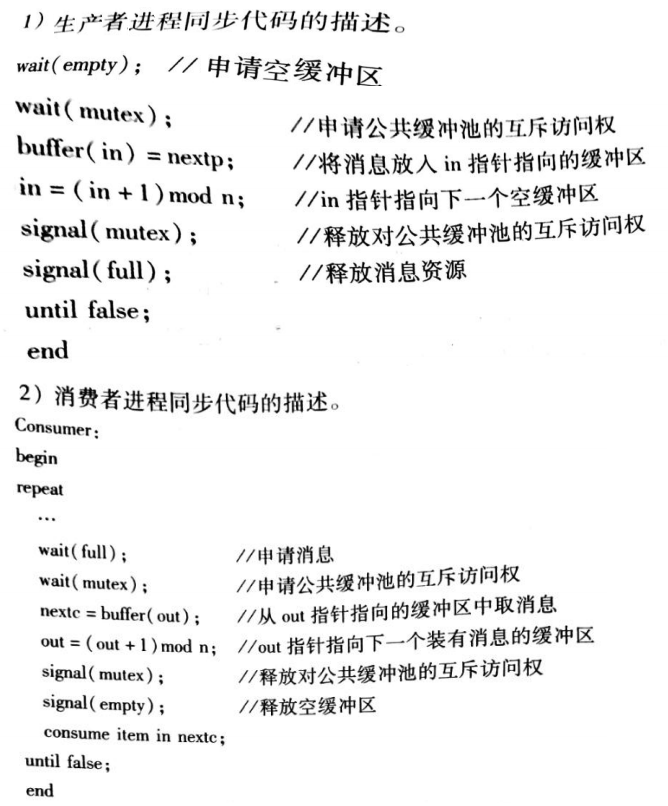 1）生产者进程同步代码的描述。
wait(empty); // 申请空缓冲区
wait(mutex); //申请公共缓冲池的互斥访问权
buffer(in)=nextp; //将消息放人 in 指针指向的缓冲区
in=(in+1)mod n; //in 指针指向下一个空缓冲区
signal(mutex); //释放对公共缓冲池的互斥访问权
signal(full); //释放消息资源
until false;
end
2）消费者进程同步代码的描述。
Consumer:
begin
repeat
…
wait(full); //申请消息
wait(mutex); //申请公共缓冲池的互斥访问权
nextc=buffer(out); //从 out 指针指向的缓冲区中取消息
out=(out+1)mod n; //out 指针指向下一个装有消息的缓冲区
signal(mutex); //释放对公共缓冲池的互斥访问权
signal(empty); //释放空缓冲区
consume item in nextc;
until false;
end